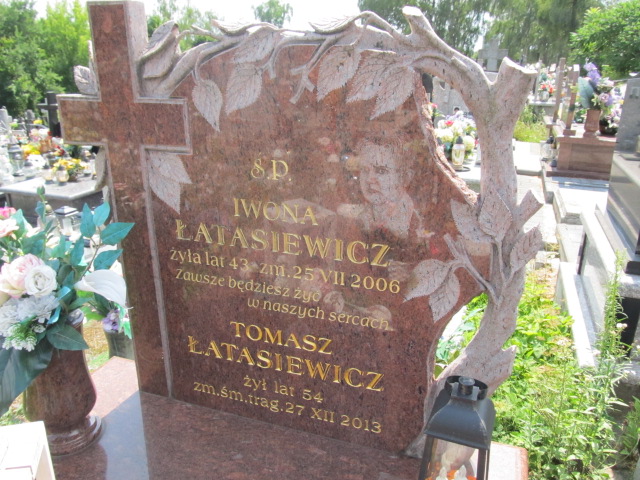 Ś.P.
IWONA
ŁATASIEWICZ
żyła lat 43 zm. 25 VII 2006
Zawsze będziesz żyć
w naszych sercach
TOMASZ
ŁATASIEWICZ
żył lat 54
zm.śm.trag.27 XII 2013